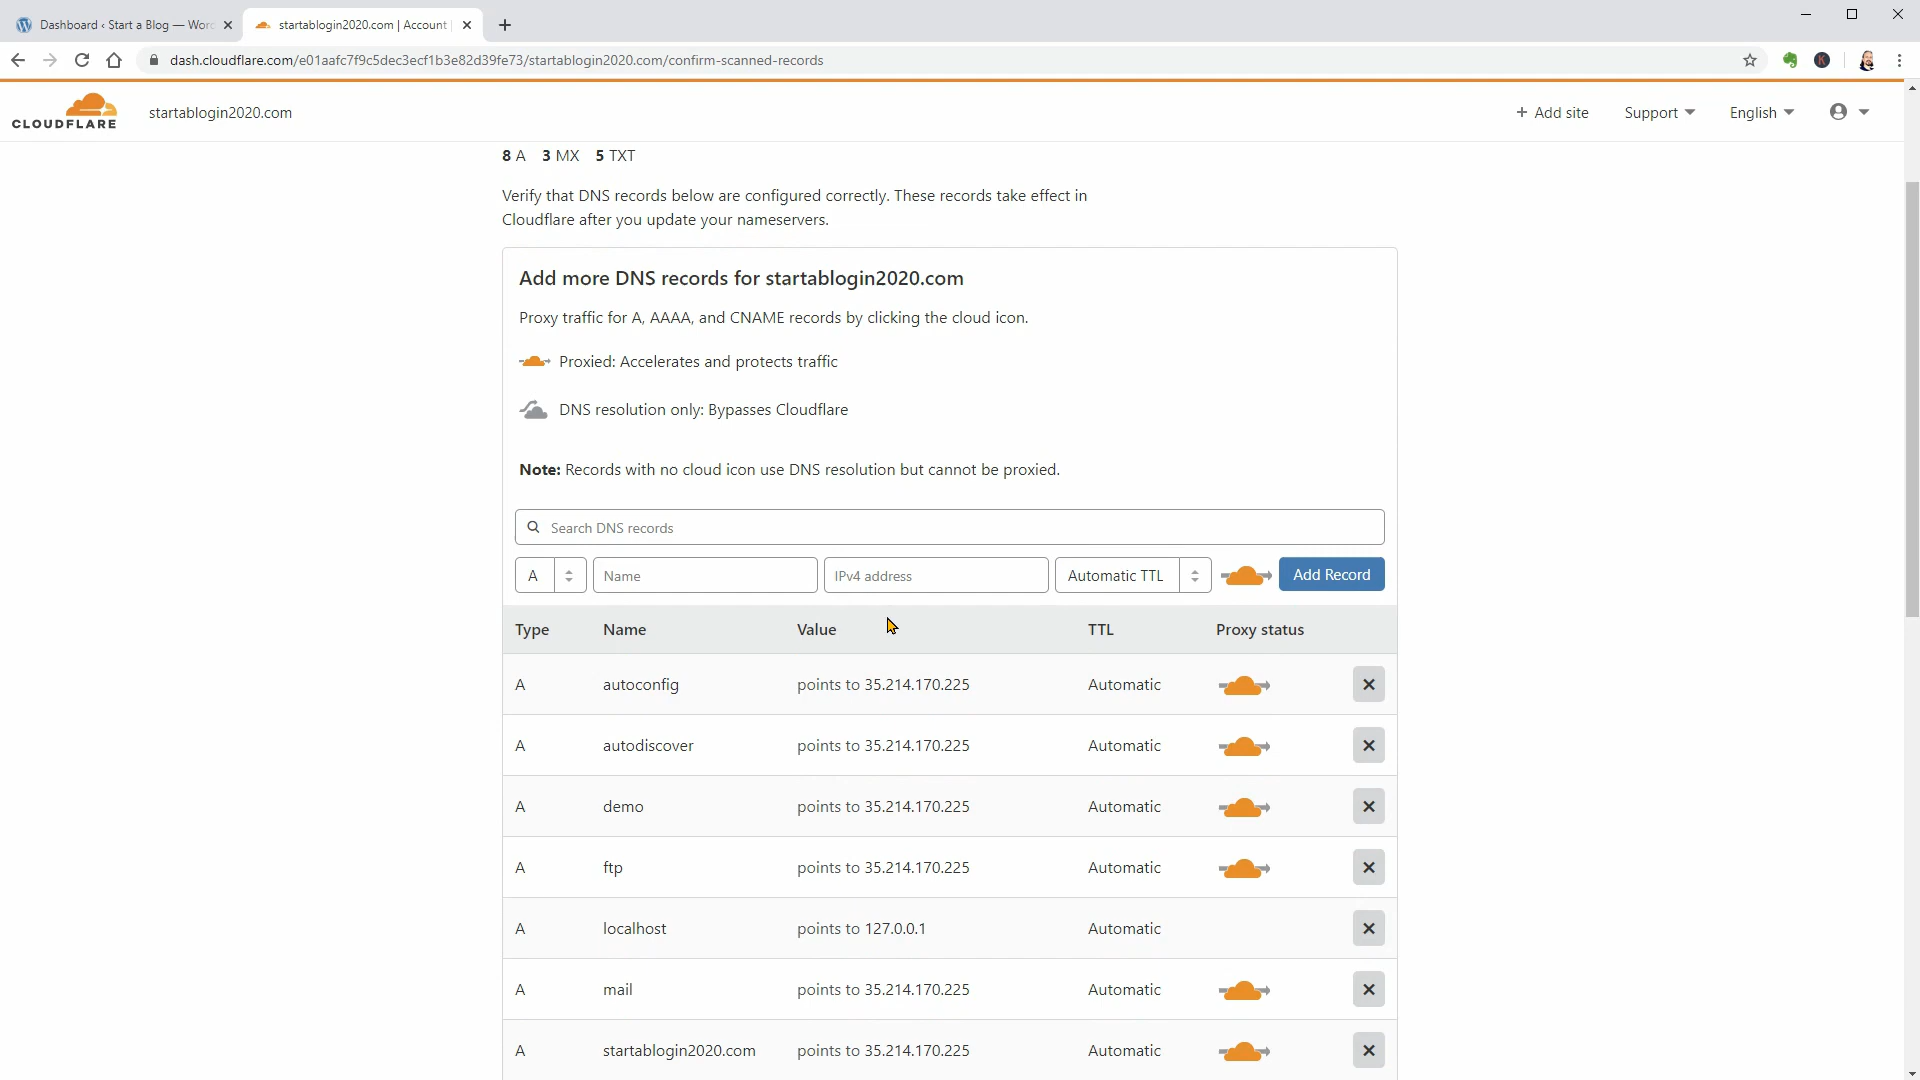 Dashboard ‹ Start a Blog — Wor
startablogin2020.com | Account
dash.cloudflare.com/e01aafc7f9c5dec3ecf1b3e82d39fe73/startablogin2020.com/confirm-scanned-records
CLOUDFLARE
startablogin2020.com
+ Add site
Support
English
8 A 3 MX 5 TXT
Verify that DNS records below are configured correctly. These records take effect in
Cloudflare after you update your nameservers.
Add more DNS records for startablogin2020.com
Proxy traffic for A, AAAA, and CNAME records by clicking the cloud icon.
Proxied: Accelerates and protects traffic
DNS resolution only: Bypasses Cloudflare
Note: Records with no cloud icon use DNS resolution but cannot be proxied.
Search DNS records
A Name IPv4 address Automatic TTL Add Record
Type Name Value TTL Proxy status
A autoconfig points to 35.214.170.225 Automatic
A autodiscover points to 35.214.170.225 Automatic
A demo points to 35.214.170.225 Automatic
A ftp points to 35.214.170.225 Automatic
A localhost points to 127.0.0.1 Automatic
A mail points to 35.214.170.225 Automatic
A startablogin2020.com points to 35.214.170.225 Automatic